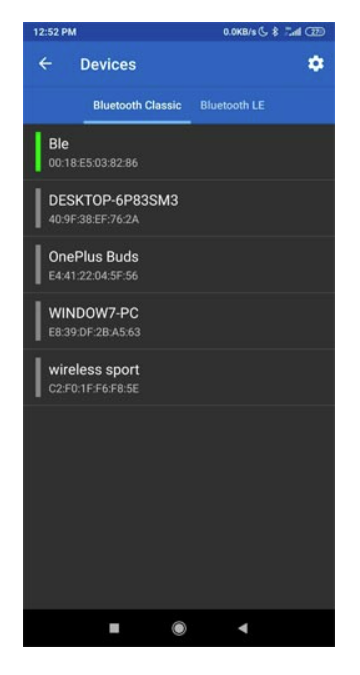 12:52 PM 0.0KB/s
Devices
Bluetooth Classic Bluetooth LE
Ble
00:18:E5:03:82:86
DESKTOP-6P83SM3
40:9F:38:EF:76:2A
OnePlus Buds
E4:41:22:04:5F:56
WINDOW7-PC
E8:39:DF:2B:A5:63
wireless sport
C2:F0:1F:F6:F8:5E